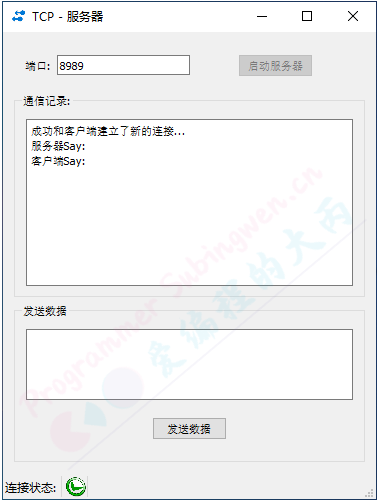 TCP - 服务器
端口: 8989 启动服务器
通信记录:
成功和客户端建立了新的连接...
服务器Say:
客户端Say:
发送数据
发送数据
连接状态:
Programmer Subingwen.cn
爱编程的大丙